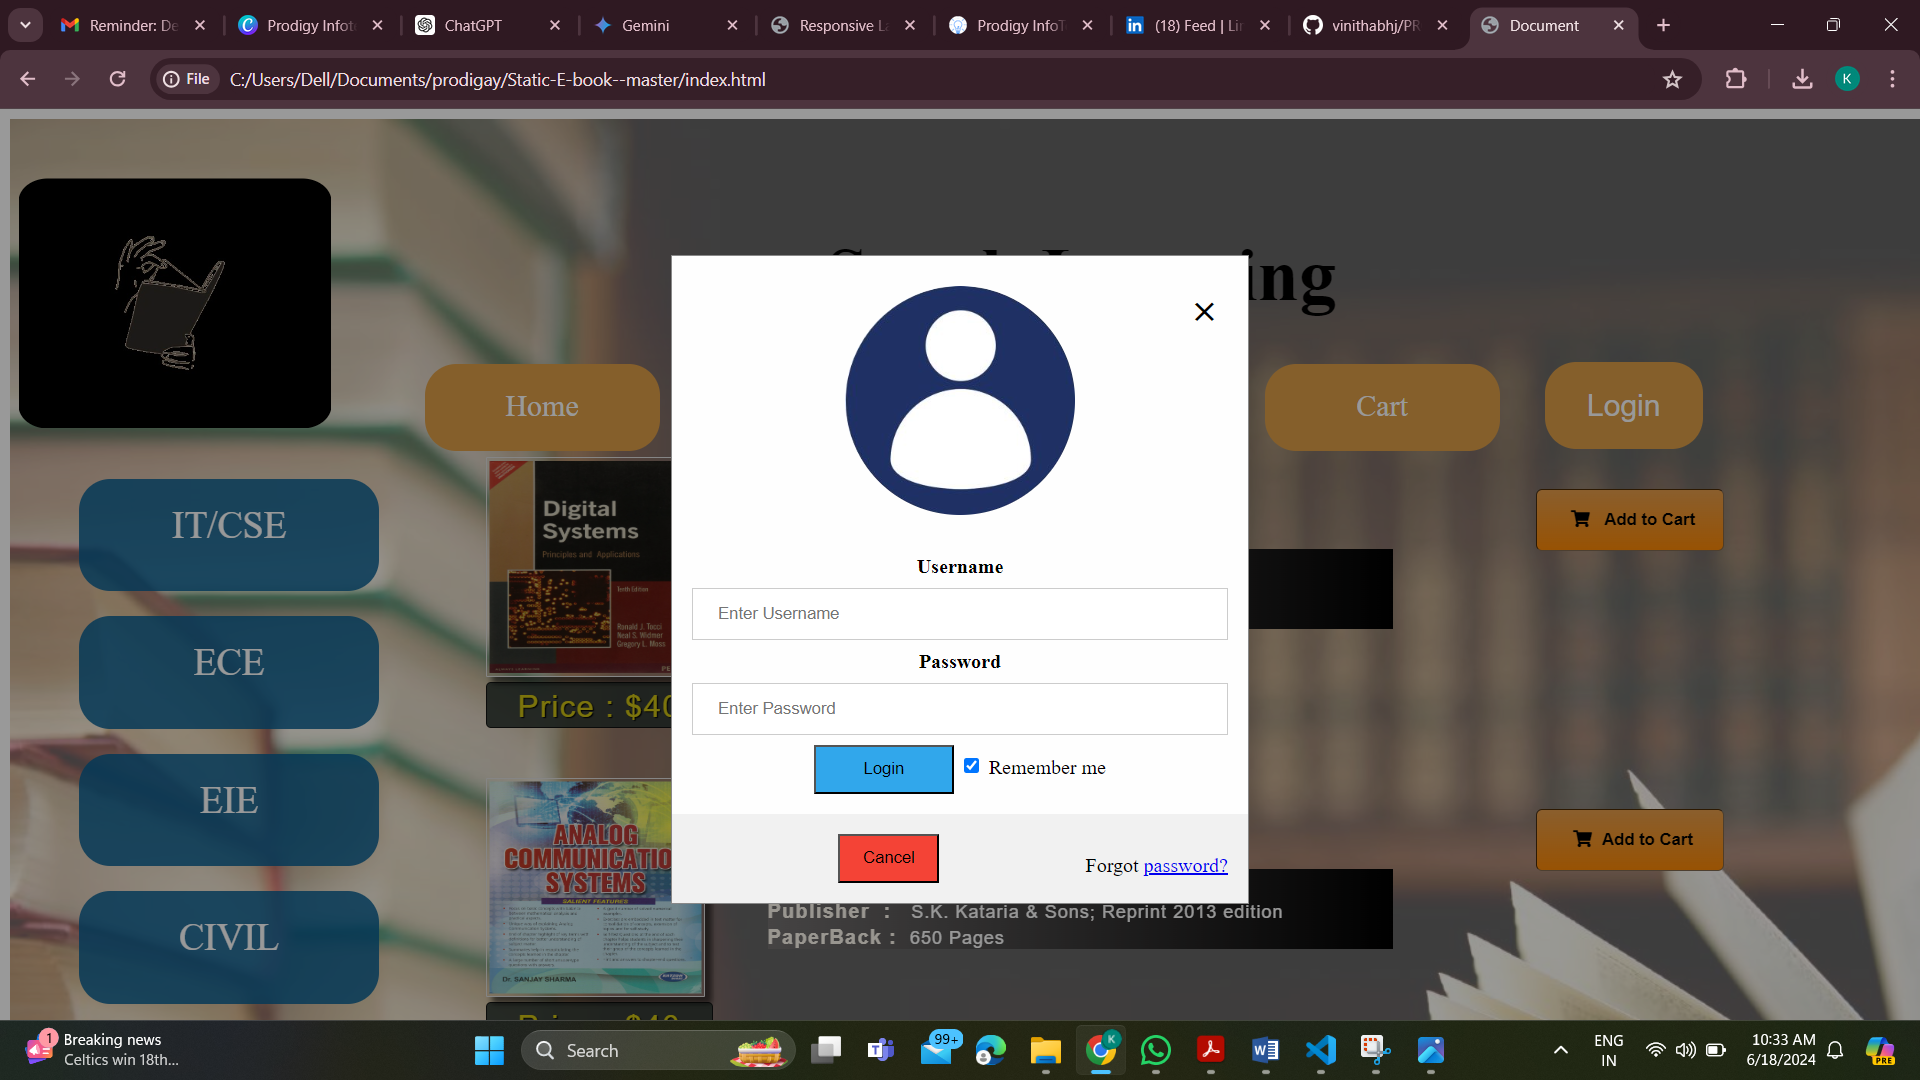 Reminder: De
Prodigy Infot
ChatGPT
Gemini
Responsive La
Prodigy InfoT
(18) Feed | Lin
vinithabhj/PR
Document
File
C:/Users/Dell/Documents/prodigay/Static-E-book--master/index.html
K
ing
Home
Cart
Login
IT/CSE
ECE
EIE
CIVIL
Digital
Systems
Principles and Applications
Tenth Edition
Ronald J. Tocci
Neal S. Widmer
Gregory L. Moss
Price : $40
Add to Cart
Username
Enter Username
Password
Enter Password
Login
Remember me
Cancel
Forgot password?
ANALOG
COMMUNICATIO
SYSTEMS
SALIENT FEATURES
Dr. SANJAY SHARMA
Add to Cart
Publisher : S.K. Kataria & Sons; Reprint 2013 edition
PaperBack : 650 Pages
1
Breaking news
Celtics win 18th...
Search
99+
K
ENG
IN
10:33 AM
6/18/2024
PRE